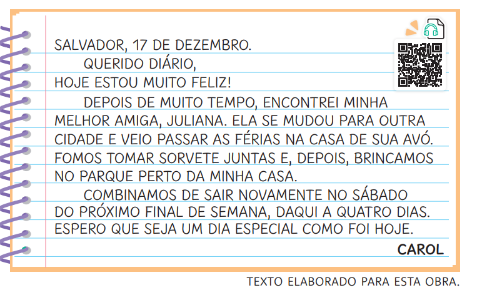 SALVADOR, 17 DE DEZEMBRO.
QUERIDO DIÁRIO,
HOJE ESTOU MUITO FELIZ!
DEPOIS DE MUITO TEMPO, ENCONTREI MINHA
MELHOR AMIGA, JULIANA. ELA SE MUDOU PARA OUTRA
CIDADE E VEIO PASSAR AS FÉRIAS NA CASA DE SUA AVÓ.
FOMOS TOMAR SORVETE JUNTAS E, DEPOIS, BRINCAMOS
NO PARQUE PERTO DA MINHA CASA.
COMBINAMOS DE SAIR NOVAMENTE NO SÁBADO
DO PRÓXIMO FINAL DE SEMANA, DAQUI A QUATRO DIAS.
ESPERO QUE SEJA UM DIA ESPECIAL COMO FOI HOJE.
CAROL
TEXTO ELABORADO PARA ESTA OBRA.